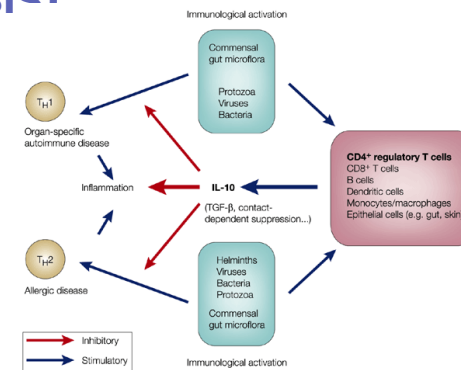 Immunological activation
Commensal
gut microflora
Protozoa
Viruses
Bacteria
TH1
Organ-specific
autoimmune disease
CD4+ regulatory T cells
CD8+ T cells
B cells
Dendritic cells
Monocytes/macrophages
Epithelial cells (e.g. gut, skin
Inflammation
IL-10
(TGF-β, contact-
dependent suppression...)
TH2
Allergic disease
Helminths
Viruses
Bacteria
Protozoa
Commensal
gut microflora
Inhibitory
Stimulatory
Immunological activation